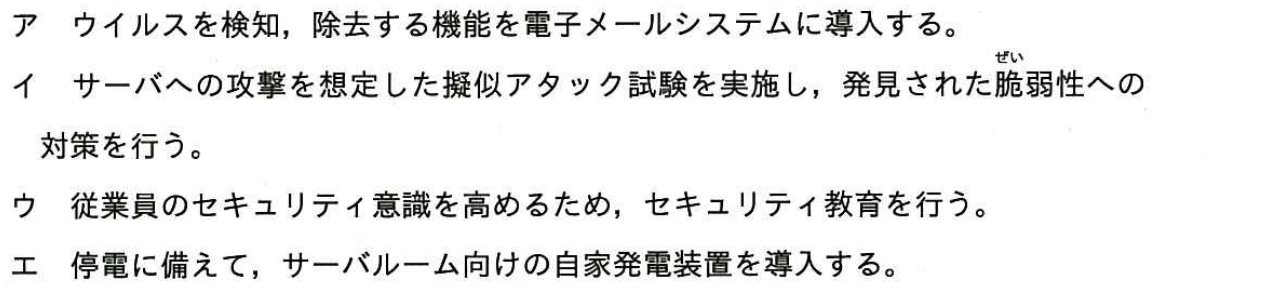 ア　ウイルスを検知，除去する機能を電子メールシステムに導入する。
ぜい
イ　サーバへの攻撃を想定した擬似アタック試験を実施し，発見された脆弱性への
対策を行う。
ウ　従業員のセキュリティ意識を高めるため，セキュリティ教育を行う。
エ　停電に備えて，サーバルーム向けの自家発電装置を導入する。